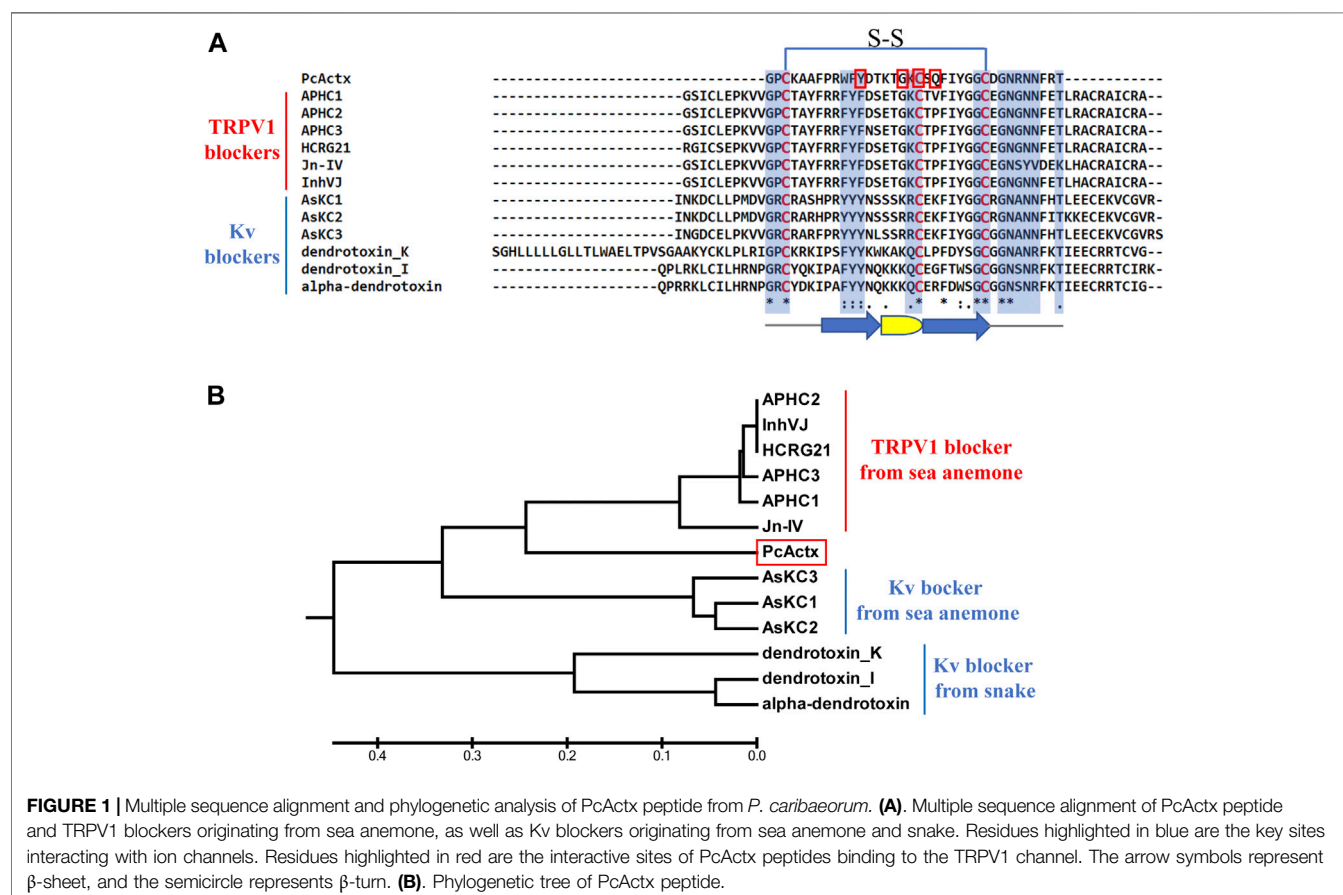 A
S-S
PcActx --------------------------------GPCKAAFPRWFYDTKTGKCSQFIYGGCDGNRNNFRT------------
APHC1 ----------------------GSICLEPKVVGPCTAYFRRFYFDSETGKCTVFIYGGCEGNGNNFETLRACRAICRA--
APHC2 ----------------------GSICLEPKVVGPCTAYFRRFYFDSETGKCTPFIYGGCEGNGNNFETLRACRAICRA--
TRPV1 APHC3 ----------------------GSICLEPKVVGPCTAYFRRFYFNSETGKCTPFIYGGCEGNGNNFETLRACRAICRA--
blockers HCRG21 ----------------------RGICSEPKVVGPCTAYFRRFYFDSETGKCTPFIYGGCEGNGNNFETLRACRAICRA--
Jn-IV ----------------------GSICLEPKVVGPCTAYFRRFYFDSETGKCTPFIYGGCEGNSYVDEKLHACRAICRA--
InhVJ ----------------------GSICLEPKVVGPCTAYFRRFYFDSETGKCTPFIYGGCEGNGNNFETLHACRAICRA--
AsKC1 ----------------------INKDCLLPMDVGRCRASHPRYYYNSSSKRCEKFIYGGCRGNANNFHTLEECEKVCGVR-
Kv AsKC2 ----------------------INKDCLLPMDVGRCRARHPRYYYNSSSRRCEKFIYGGCRGNANNFITKKECEKVCGVR-
blockers AsKC3 ----------------------INGDCELPKVVGRCRARFPRYYYNLSSRRCEKFIYGGCGGNANNFHTLEECEKVCGVRS
dendrotoxin_K SGHLLLLLGLLTLWAELTPVSGAAKYCKLPLRIGPCKRKIPSFYYKWKAKQCLPFDYSGCGGNANRFKTIEECRRTCVG--
dendrotoxin_I --------------------QPLRKLCILHRNPGRCYQKIPAFYYNQKKKQCEGFTWSGCGGNSNRFKTIEECRRTCIRK-
alpha-dendrotoxin --------------------QPRRKLCILHRNPGRCYDKIPAFYYNQKKKQCERFDWSGCGGNSNRFKTIEECRRTCIG--
* * :::. . .* * :.** ** .
B
APHC2
InhVJ
HCRG21
APHC3
APHC1
Jn-IV
TRPV1 blocker
from sea anemone
PcActx
AsKC3
AsKC1
AsKC2
Kv bocker
from sea anemone
dendrotoxin_K
dendrotoxin_I
alpha-dendrotoxin
Kv blocker
from snake
0.4 0.3 0.2 0.1 0.0
FIGURE 1 | Multiple sequence alignment and phylogenetic analysis of PcActx peptide from P. caribaeorum. (A). Multiple sequence alignment of PcActx peptide
and TRPV1 blockers originating from sea anemone, as well as Kv blockers originating from sea anemone and snake. Residues highlighted in blue are the key sites
interacting with ion channels. Residues highlighted in red are the interactive sites of PcActx peptides binding to the TRPV1 channel. The arrow symbols represent
β-sheet, and the semicircle represents β-turn. (B). Phylogenetic tree of PcActx peptide.